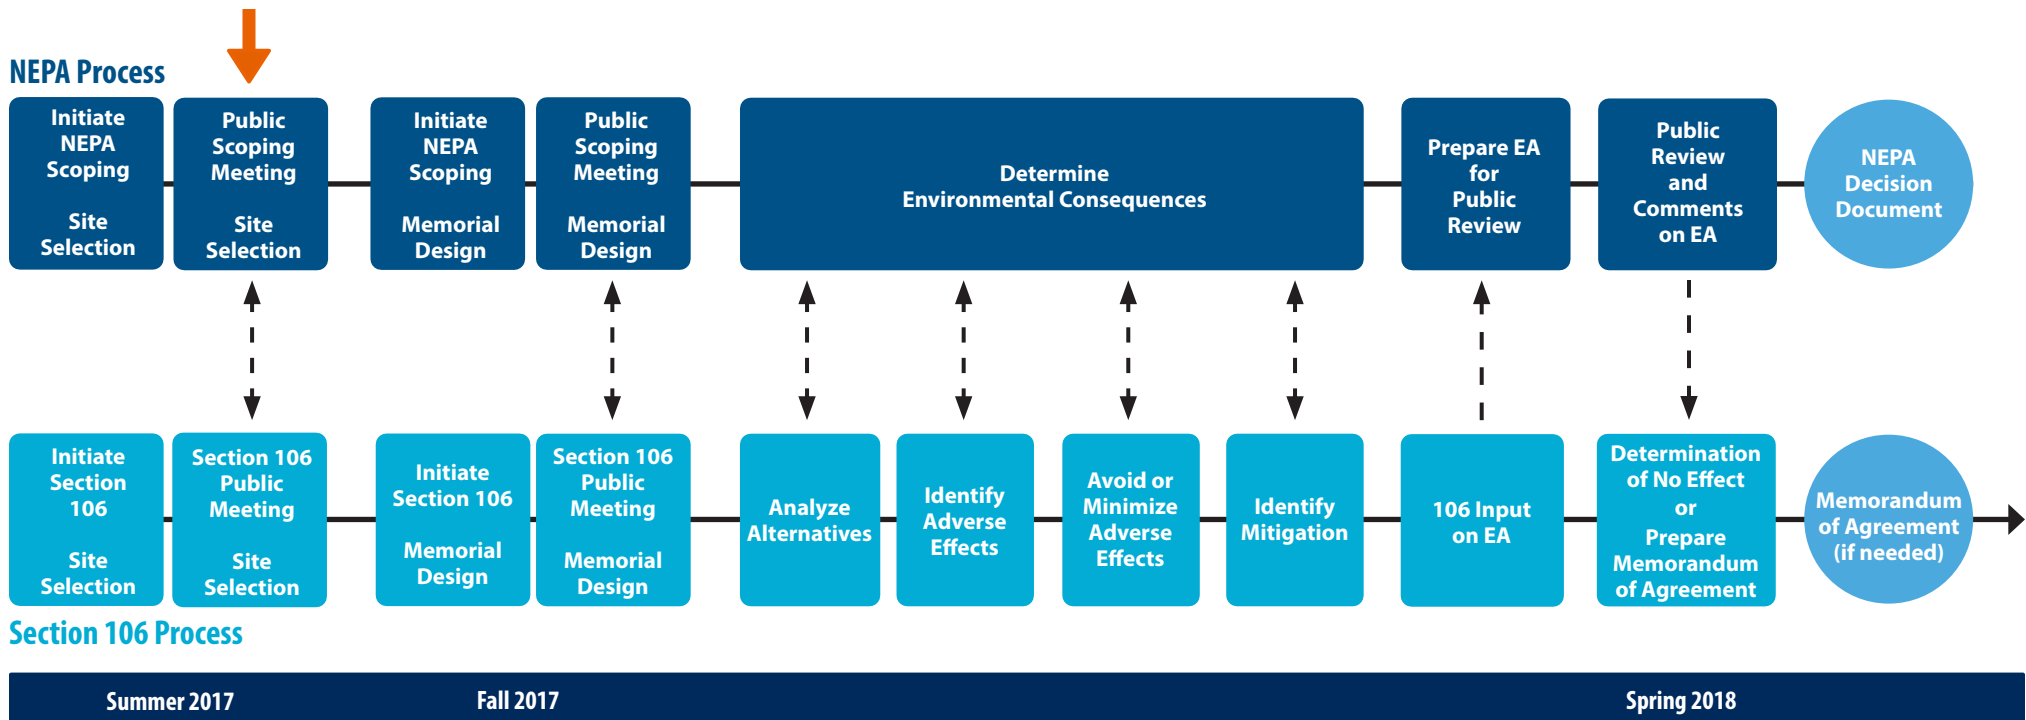 NEPA Process
Initiate
NEPA
Scoping
Site
Selection
Public
Scoping
Meeting
Site
Selection
Initiate
NEPA
Scoping
Memorial
Design
Public
Scoping
Meeting
Memorial
Design
Determine
Environmental Consequences
Prepare EA
for
Public
Review
Public
Review
and
Comments
on EA
NEPA
Decision
Document
Initiate
Section
106
Site
Selection
Section 106
Public
Meeting
Site
Selection
Initiate
Section 106
Memorial
Design
Section 106
Public
Meeting
Memorial
Design
Analyze
Alternatives
Identify
Adverse
Effects
Avoid or
Minimize
Adverse
Effects
Identify
Mitigation
106 Input
on EA
Determination
of No Effect
or
Prepare
Memorandum
of Agreement
Memorandum
of Agreement
(if needed)
Section 106 Process
Summer 2017
Fall 2017
Spring 2018